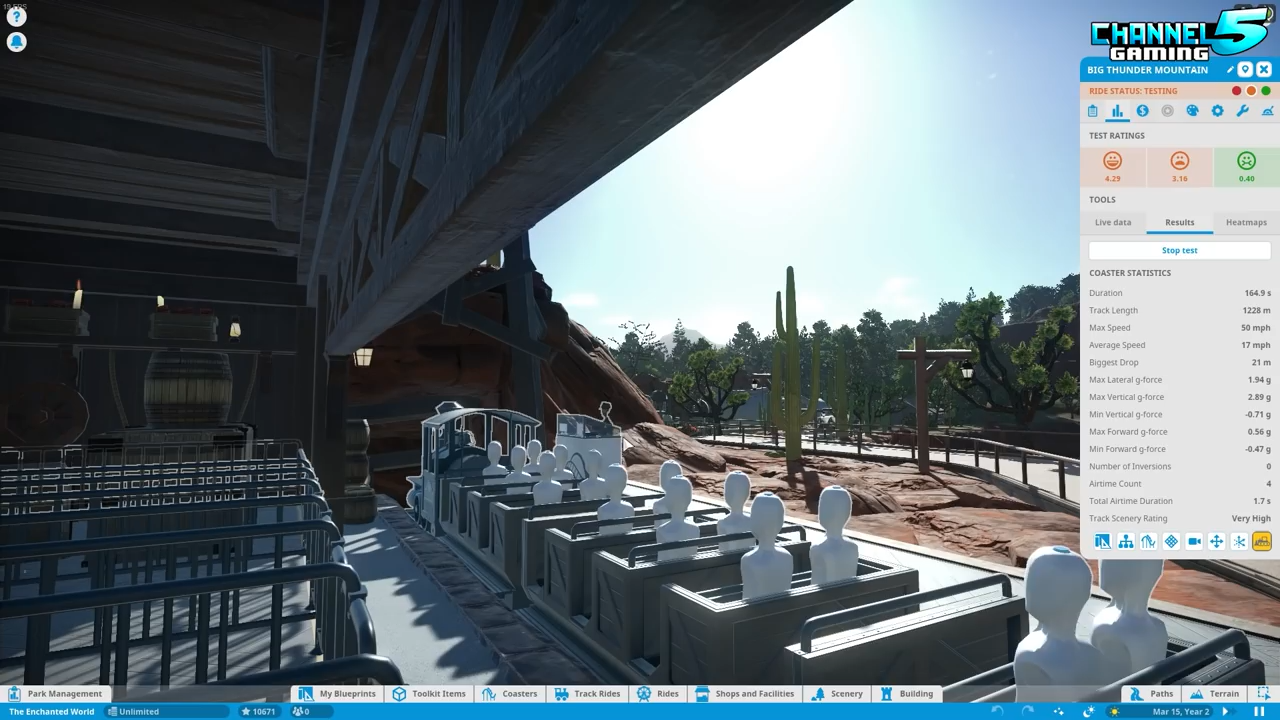 19 FPS
?
CHANNEL 5
GAMING
BIG THUNDER MOUNTAIN
RIDE STATUS: TESTING
TEST RATINGS
4.29 3.16 0.40
TOOLS
Live data Results Heatmaps
Stop test
COASTER STATISTICS
Duration 164.9 s
Track Length 1228 m
Max Speed 50 mph
Average Speed 17 mph
Biggest Drop 21 m
Max Lateral g-force 1.94 g
Max Vertical g-force 2.89 g
Min Vertical g-force -0.71 g
Max Forward g-force 0.56 g
Min Forward g-force -0.47 g
Number of Inversions 0
Airtime Count 4
Total Airtime Duration 1.7 s
Track Scenery Rating Very High
Park Management My Blueprints Toolkit Items Coasters Track Rides Rides Shops and Facilities Scenery Building Paths Terrain
The Enchanted World Unlimited 10671 0 Mar 15, Year 2